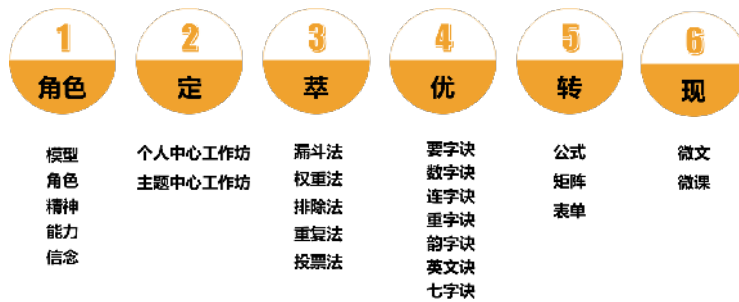 1
角色
模型
角色
精神
能力
信念
2
定
个人中心工作坊
主题中心工作坊
3
萃
漏斗法
权重法
排除法
重复法
投票法
4
优
要字诀
数字诀
连字诀
重字诀
韵字诀
英文诀
七字诀
5
转
公式
矩阵
表单
6
现
微文
微课